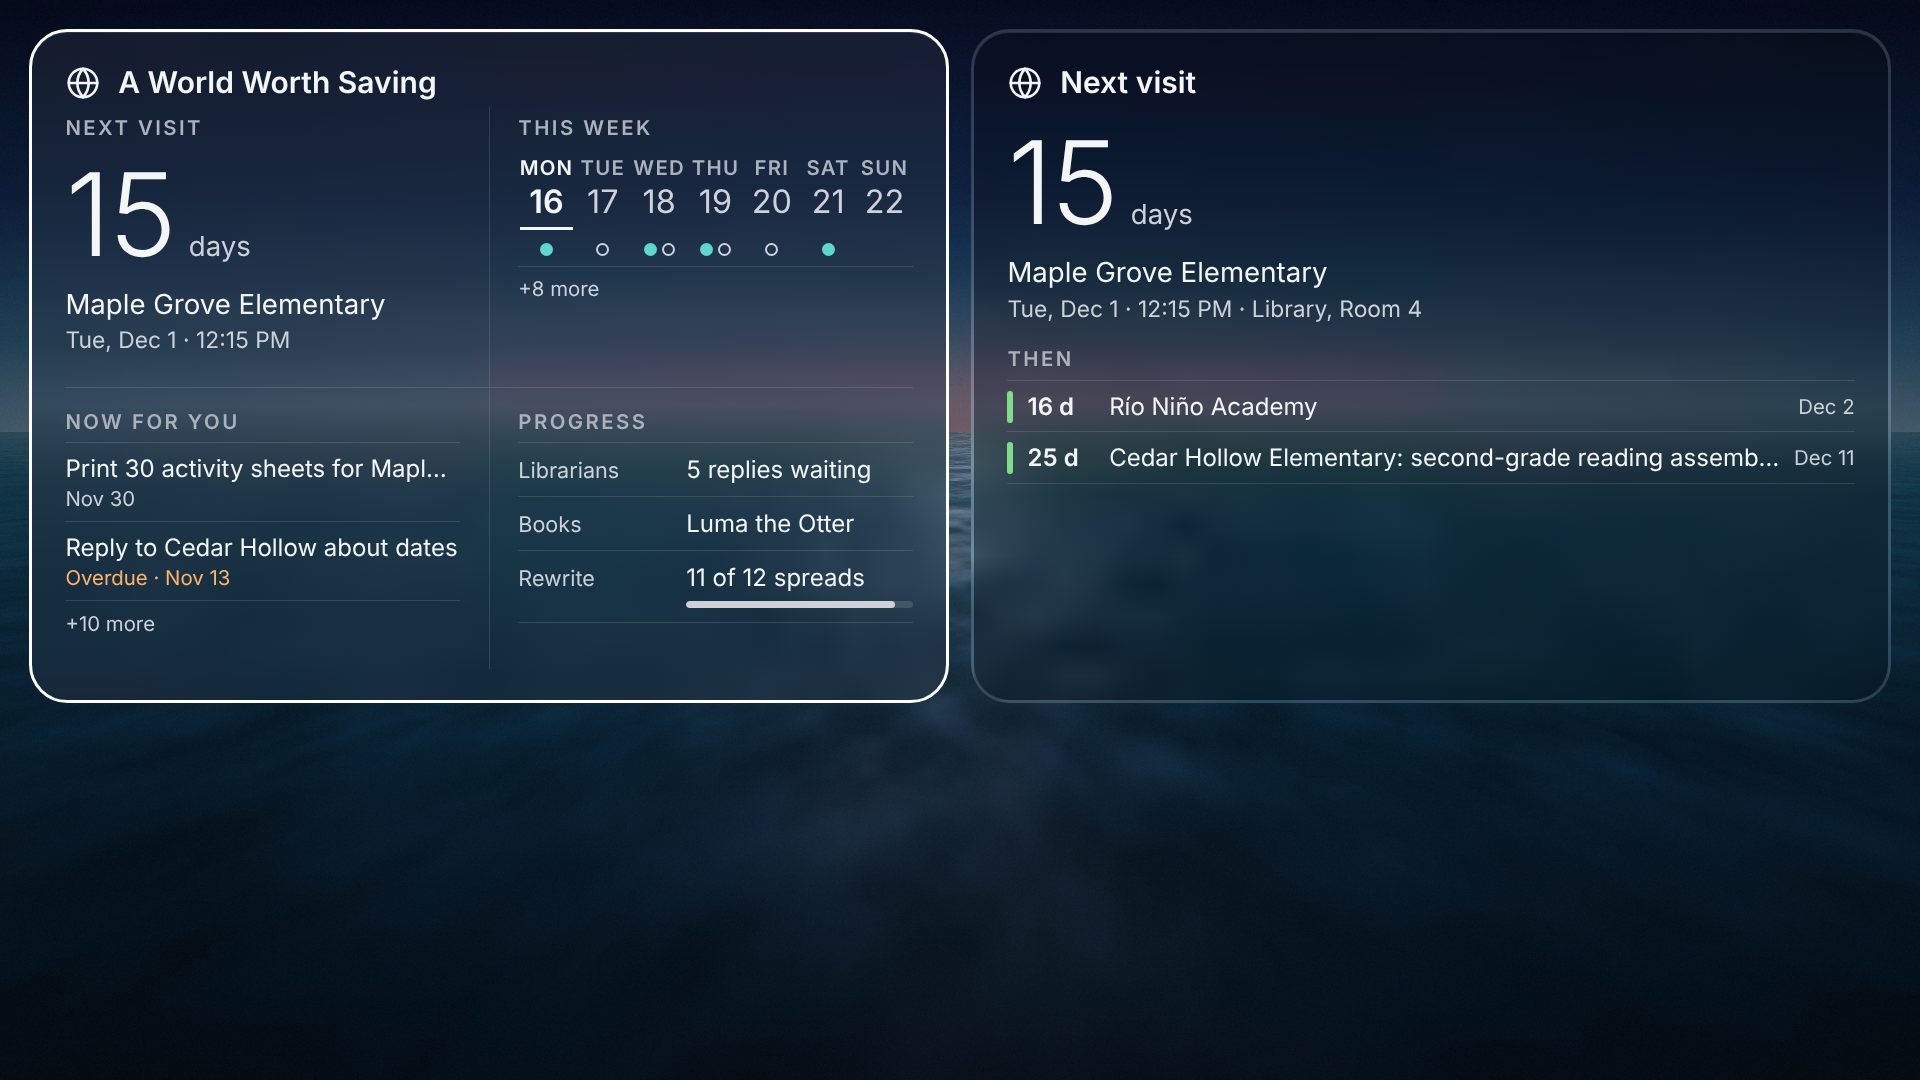 A World Worth Saving
NEXT VISIT
15 days
Maple Grove Elementary
Tue, Dec 1 · 12:15 PM
THIS WEEK
MON TUE WED THU FRI SAT SUN
16 17 18 19 20 21 22
+8 more
NOW FOR YOU
Print 30 activity sheets for Mapl...
Nov 30
Reply to Cedar Hollow about dates
Overdue · Nov 13
+10 more
PROGRESS
Librarians 5 replies waiting
Books Luma the Otter
Rewrite 11 of 12 spreads
Next visit
15 days
Maple Grove Elementary
Tue, Dec 1 · 12:15 PM · Library, Room 4
THEN
16 d Río Niño Academy Dec 2
25 d Cedar Hollow Elementary: second-grade reading assemb... Dec 11